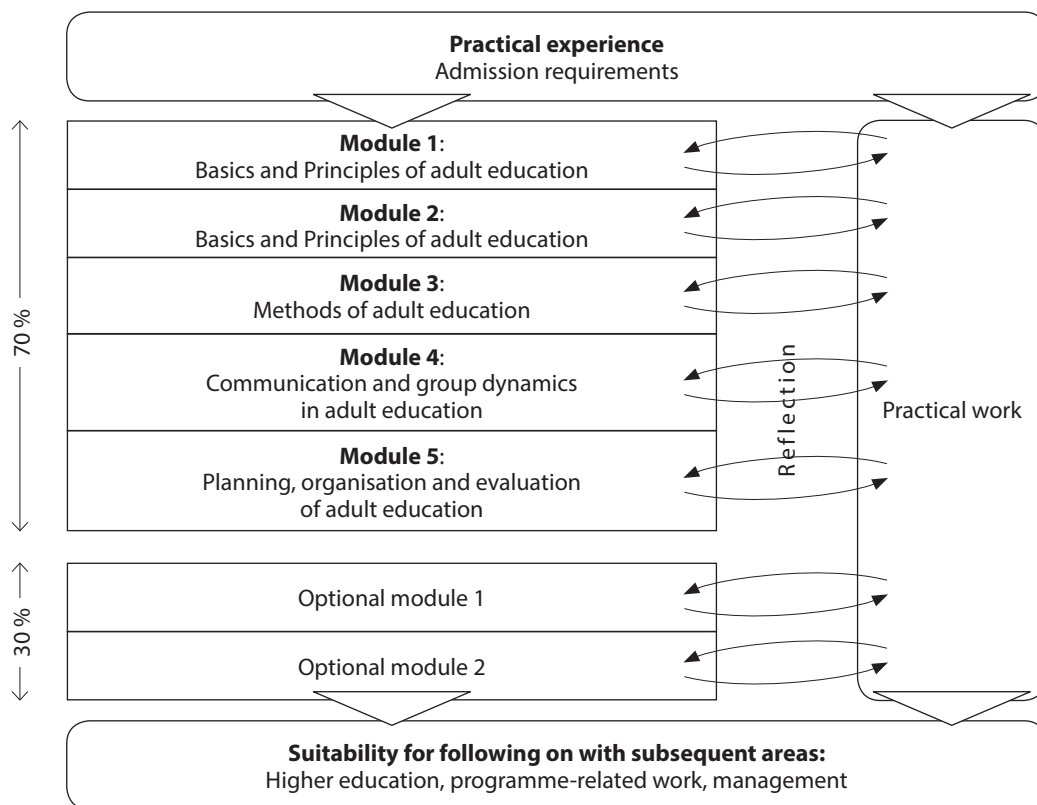 Practical experience
Admission requirements
Module 1:
Basics and Principles of adult education
Module 2:
Basics and Principles of adult education
Module 3:
Methods of adult education
Module 4:
Communication and group dynamics
in adult education
Module 5:
Planning, organisation and evaluation
of adult education
70 %
Reflection
Practical work
Optional module 1
Optional module 2
30 %
Suitability for following on with subsequent areas:
Higher education, programme-related work, management